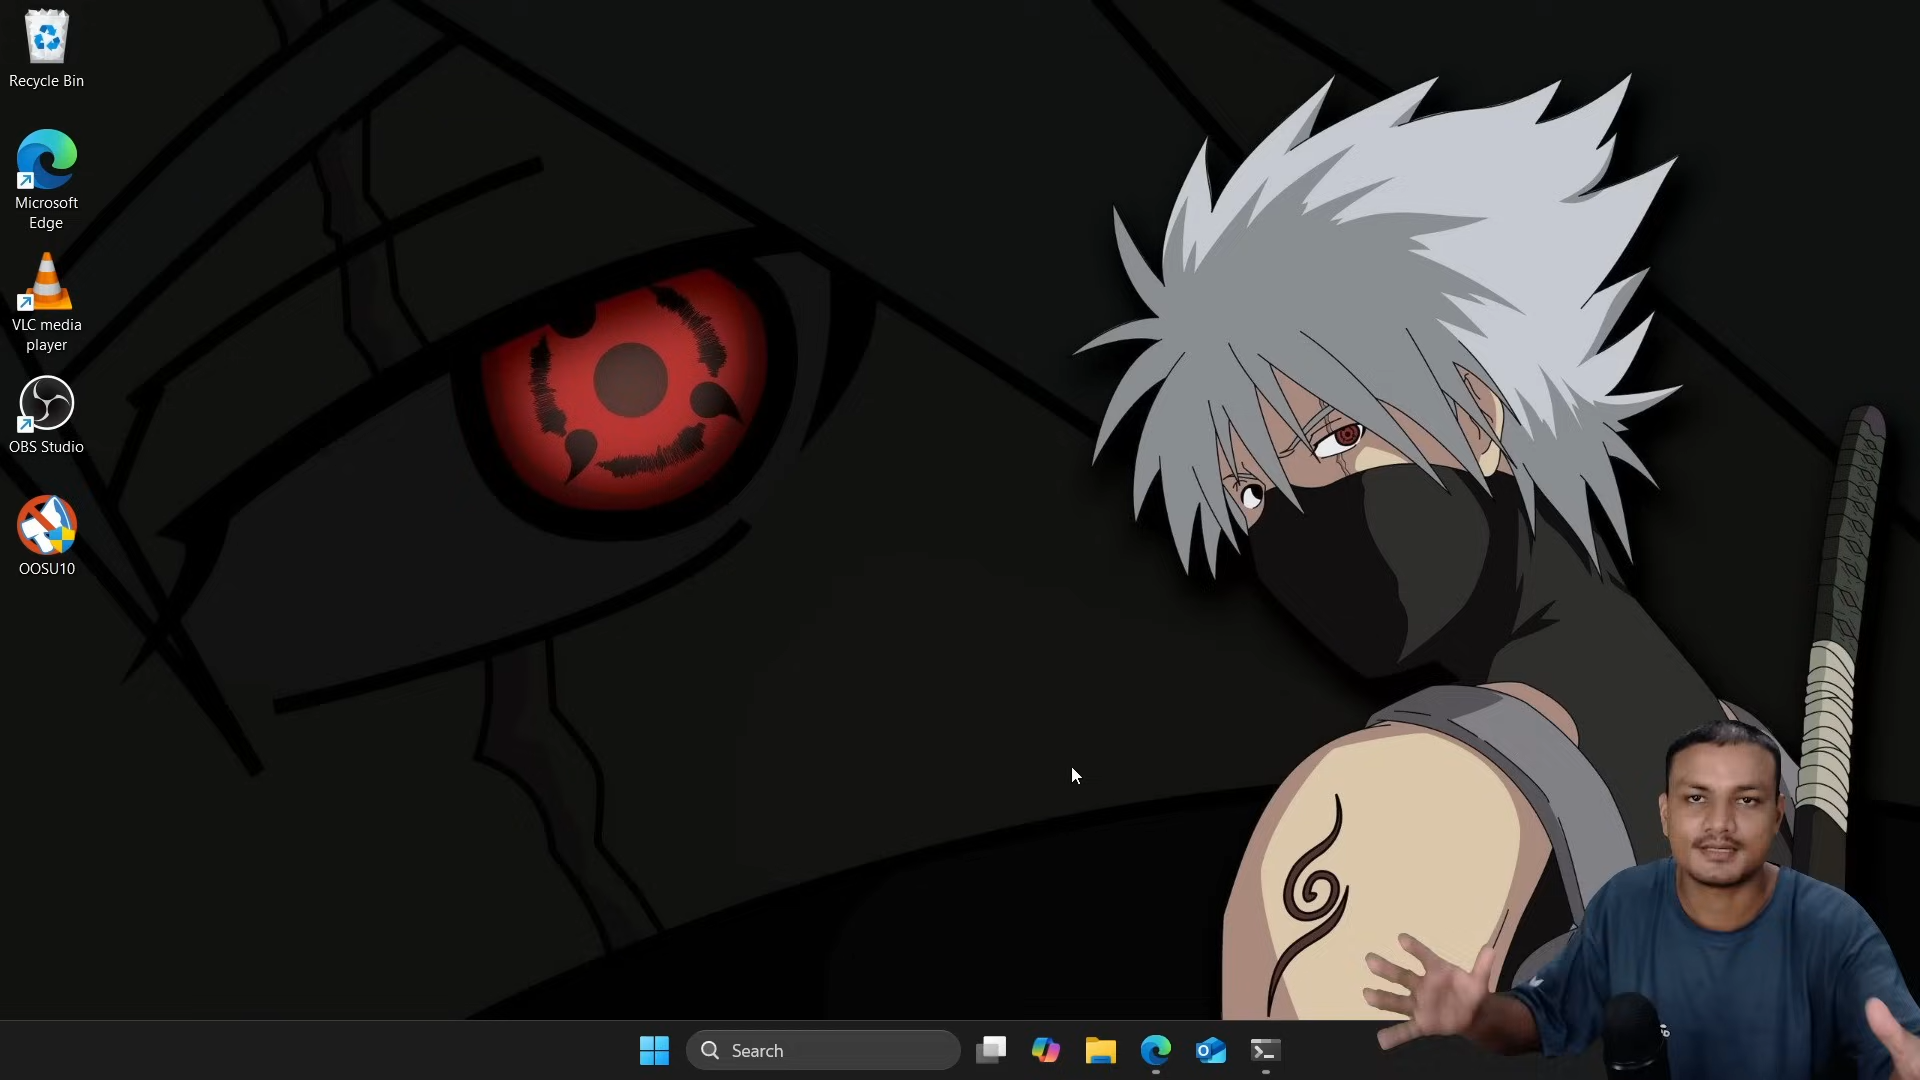 Recycle Bin
Microsoft
Edge
VLC media
player
OBS Studio
OOSU10
Search